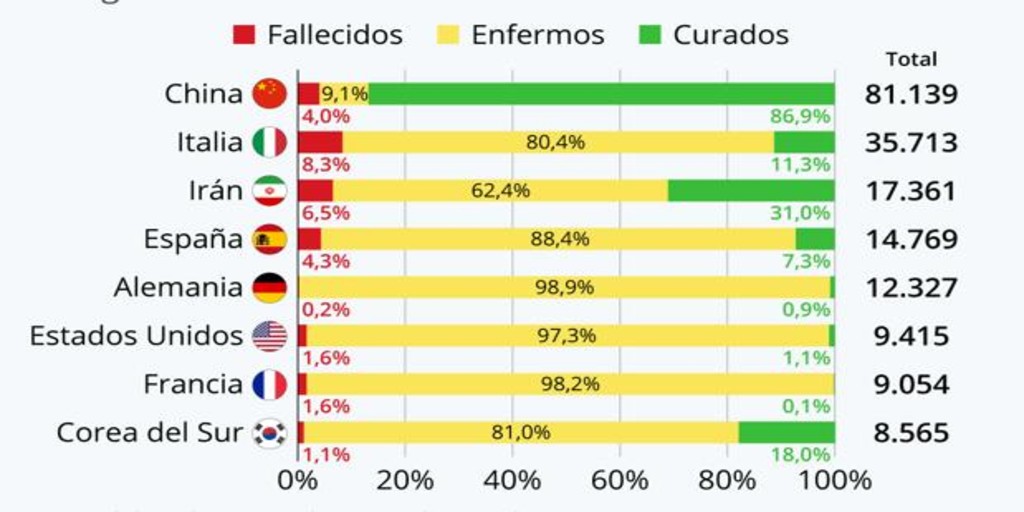 Fallecidos Enfermos Curados
Total
China 9,1% 81.139
4,0% 86,9%
Italia 80,4% 35.713
8,3% 11,3%
Irán 62,4% 17.361
6,5% 31,0%
España 88,4% 14.769
4,3% 7,3%
Alemania 98,9% 12.327
0,2% 0,9%
Estados Unidos 97,3% 9.415
1,6% 1,1%
Francia 98,2% 9.054
1,6% 0,1%
Corea del Sur 81,0% 8.565
1,1% 18,0%
0% 20% 40% 60% 80% 100%